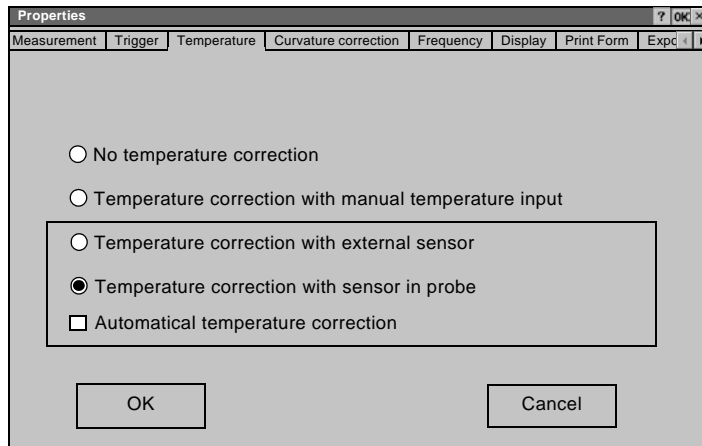 Properties ? OK ×
Measurement Trigger Temperature Curvature correction Frequency Display Print Form Expo
No temperature correction
Temperature correction with manual temperature input
Temperature correction with external sensor
Temperature correction with sensor in probe
Automatical temperature correction
OK Cancel